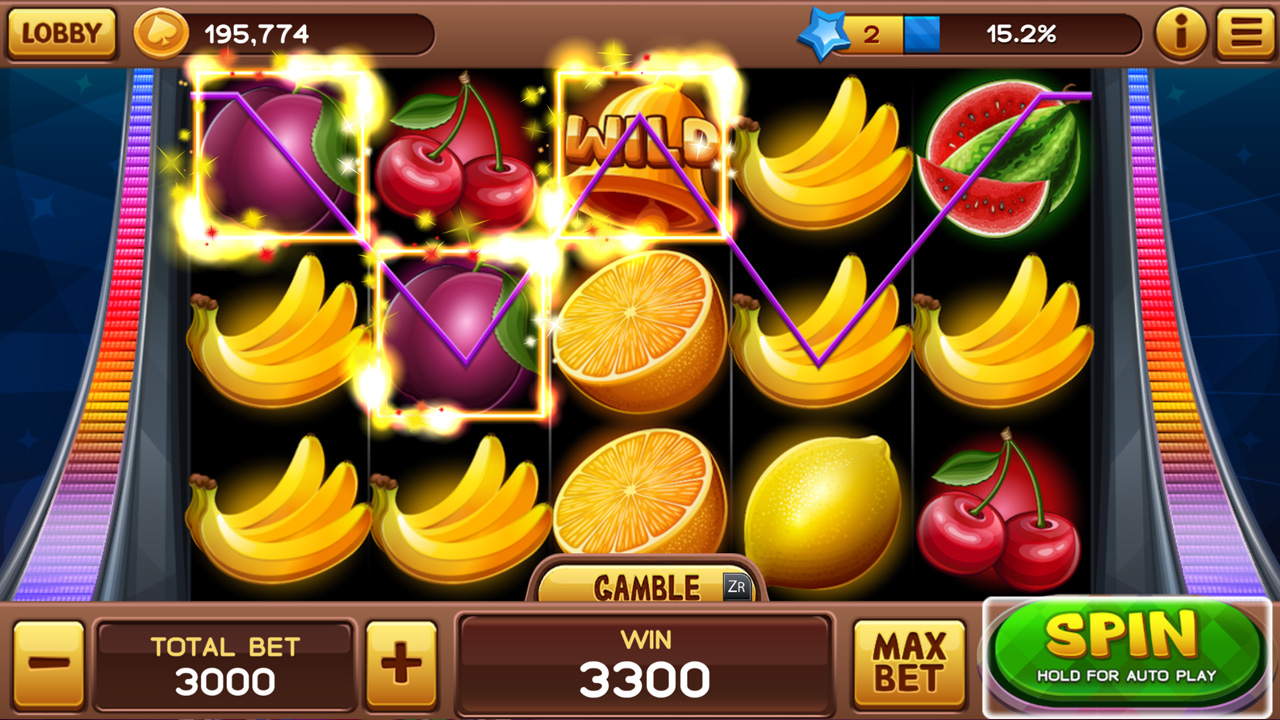 LOBBY
195,774
2
15.2%
WILD
GAMBLE ZR
TOTAL BET
3000
WIN
3300
MAX
BET
SPIN
HOLD FOR AUTO PLAY